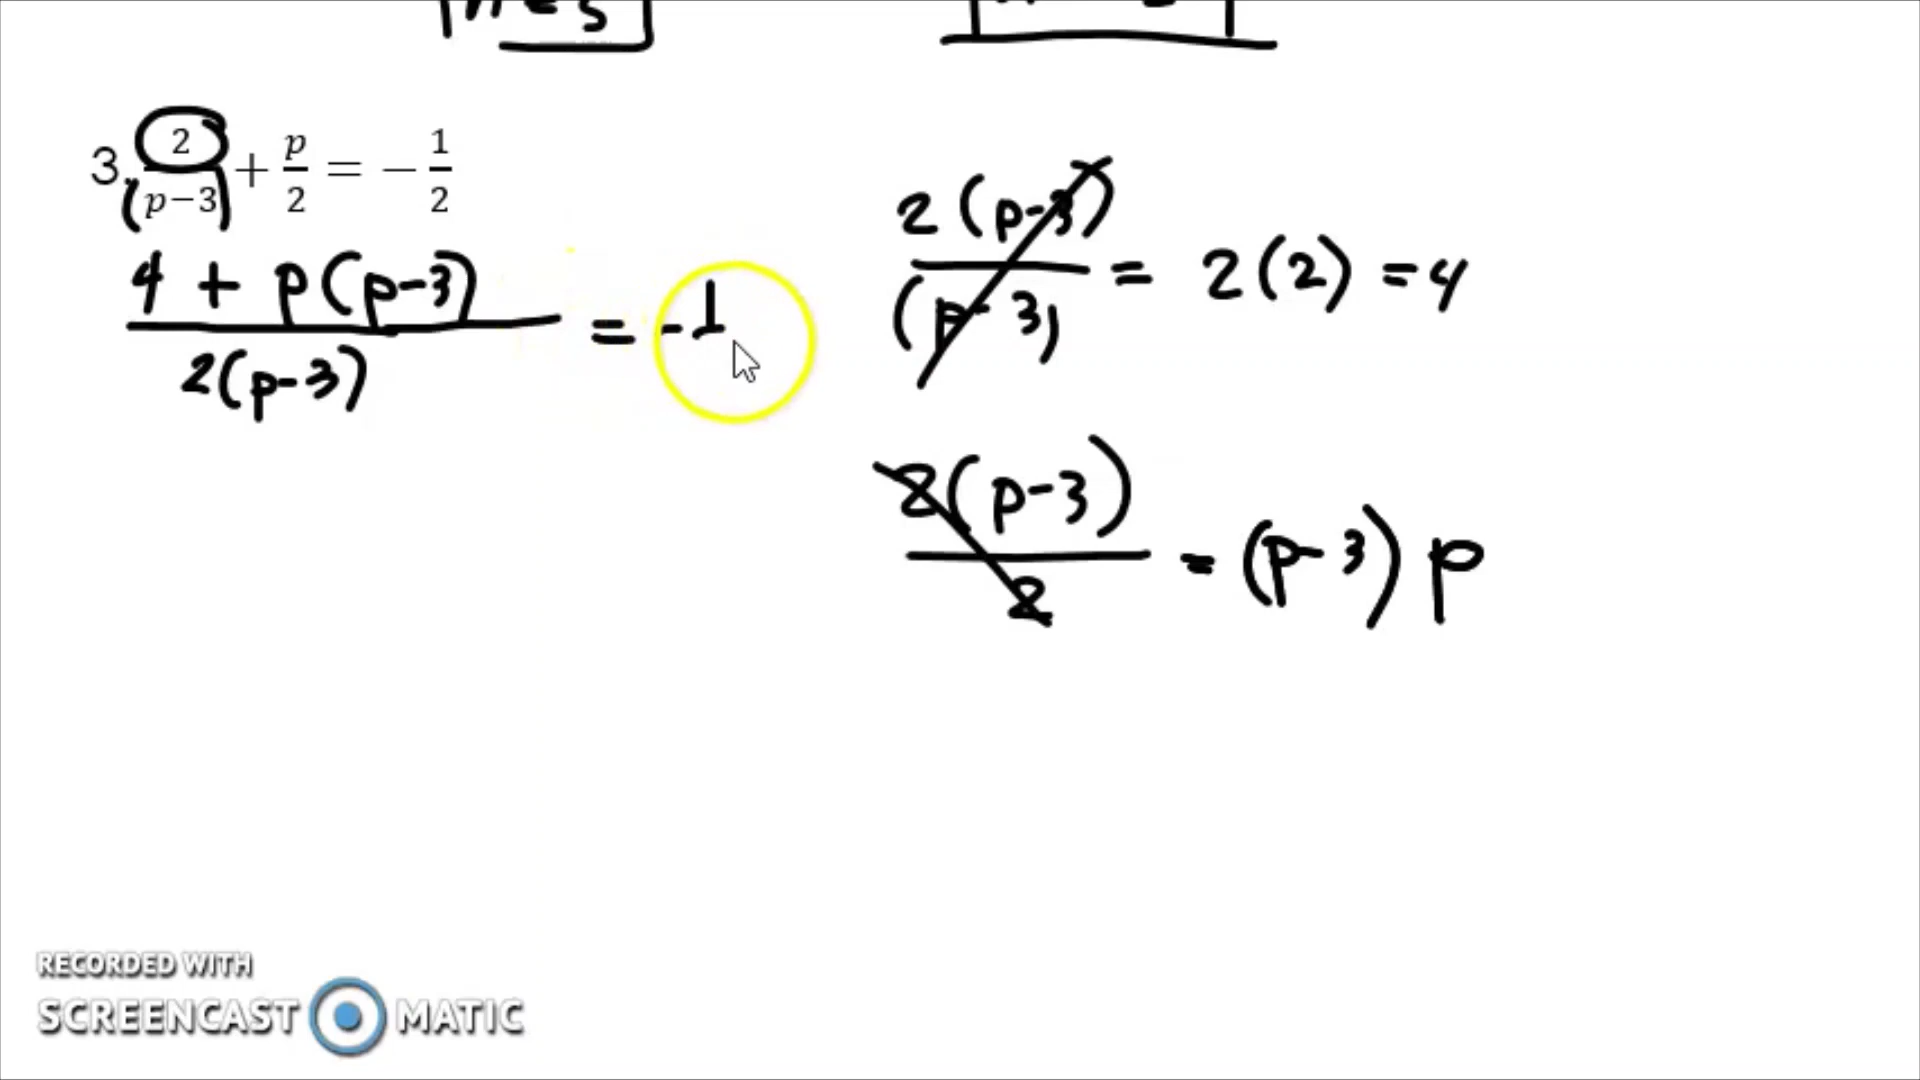 3. 2/(p−3) + p/2 = − 1/2
4 + p(p-3) / 2(p-3) = -1
2(p-3) / (p-3) = 2(2) = 4
2(p-3) / 2 = (p-3) p
RECORDED WITH
SCREENCAST MATIC